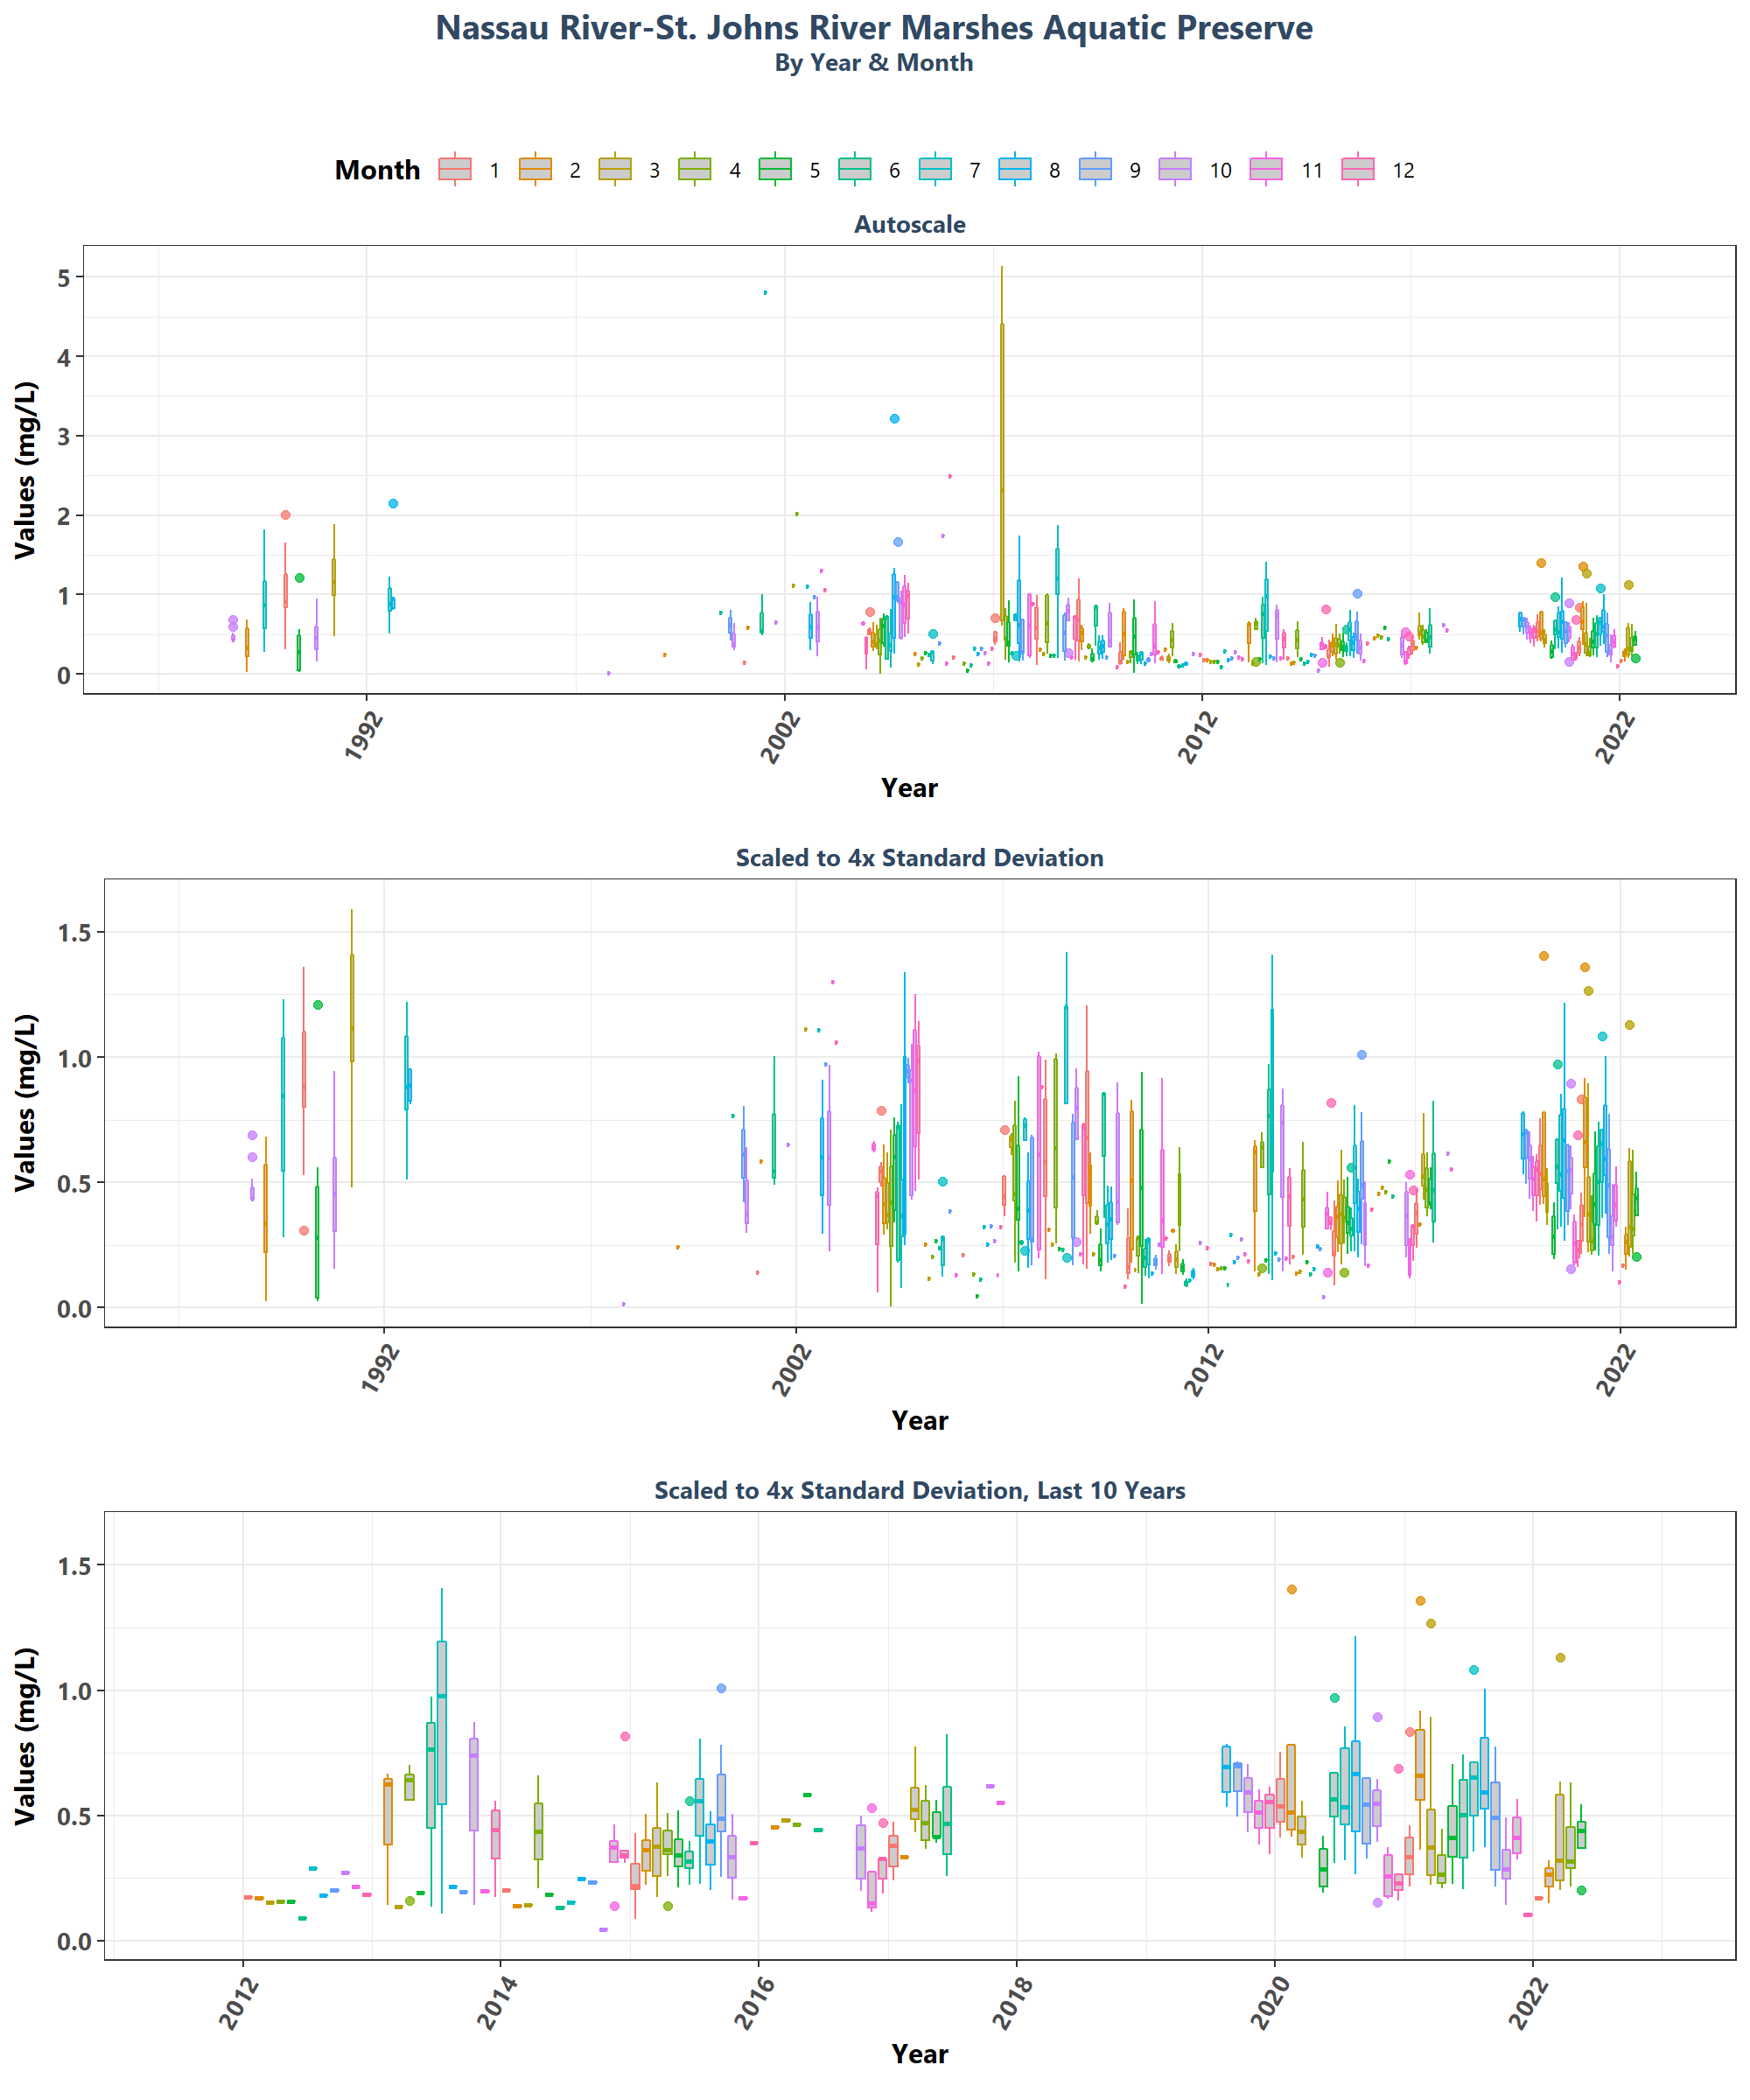 Nassau River-St. Johns River Marshes Aquatic Preserve
By Year & Month
Month 1 2 3 4 5 6 7 8 9 10 11 12
Autoscale
Values (mg/L)
5
4
3
2
1
0
1992 2002 2012 2022
Year
Scaled to 4x Standard Deviation
Values (mg/L)
1.5
1.0
0.5
0.0
1992 2002 2012 2022
Year
Scaled to 4x Standard Deviation, Last 10 Years
Values (mg/L)
1.5
1.0
0.5
0.0
2012 2014 2016 2018 2020 2022
Year